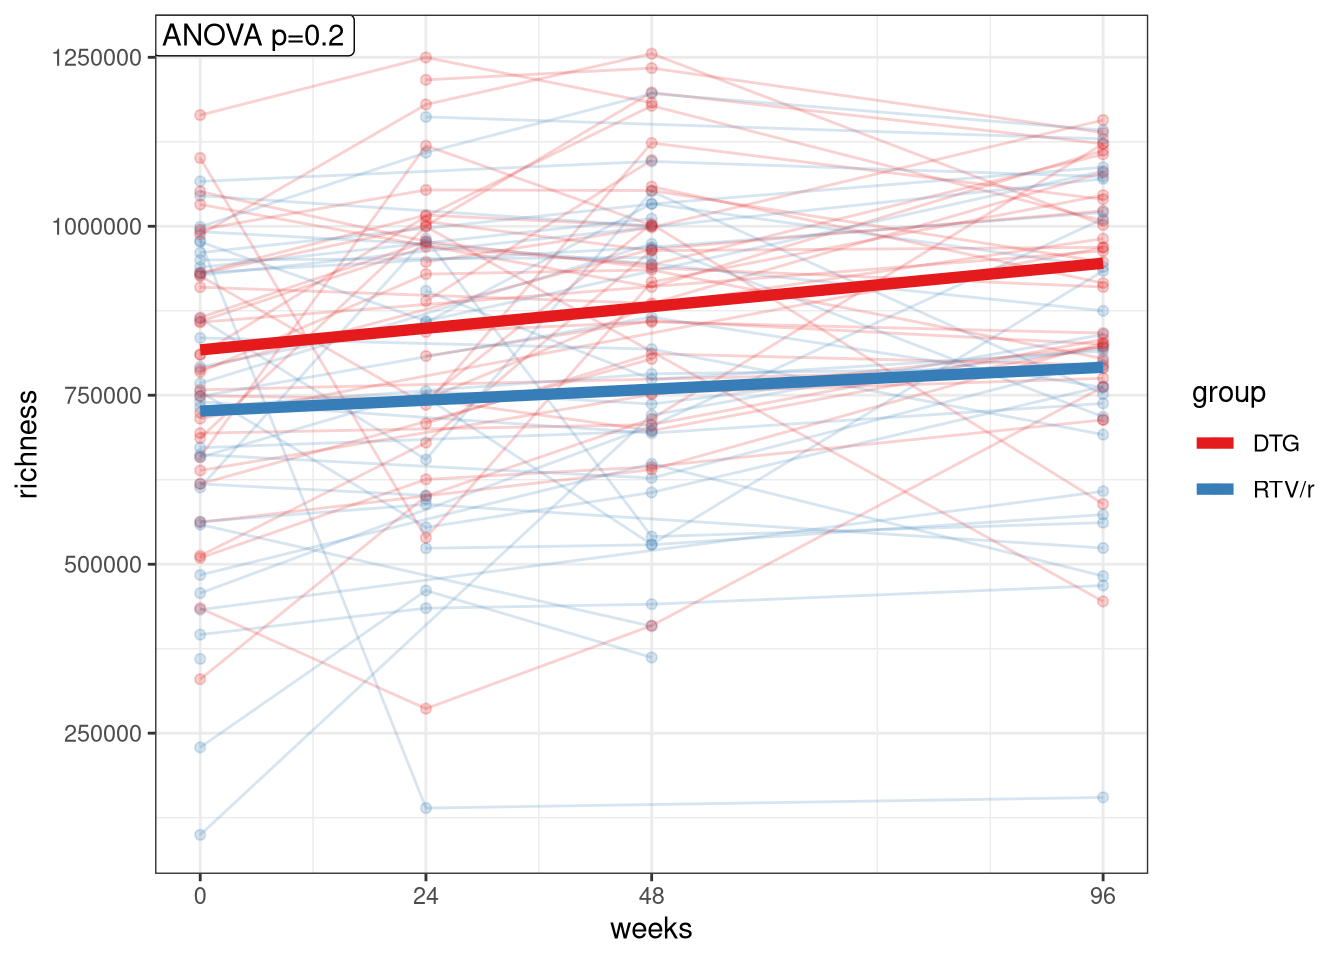 ANOVA p=0.2
1250000
1000000
750000
500000
250000
richness
0 24 48 96
weeks
group
DTG
RTV/r